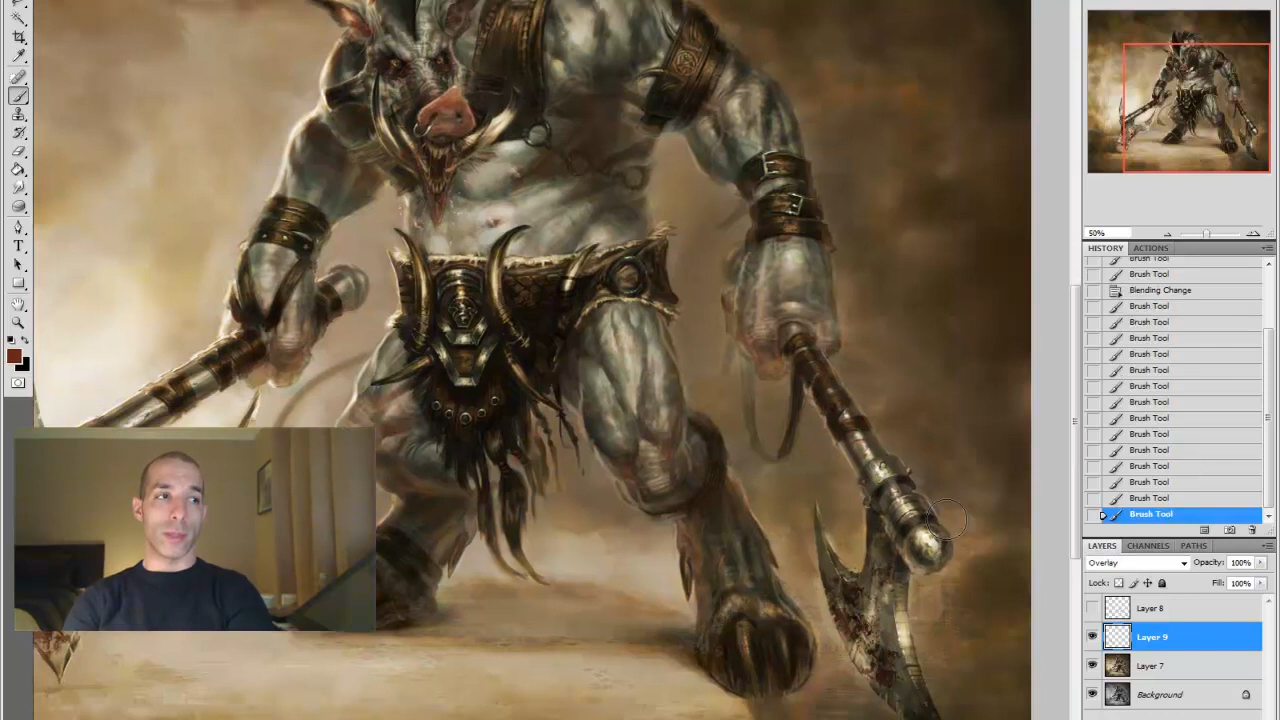 50%
HISTORY
ACTIONS
Brush Tool
Brush Tool
Blending Change
Brush Tool
Brush Tool
Brush Tool
Brush Tool
Brush Tool
Brush Tool
Brush Tool
Brush Tool
Brush Tool
Brush Tool
Brush Tool
Brush Tool
Brush Tool
Brush Tool
LAYERS
CHANNELS
PATHS
Overlay
Opacity: 100%
Lock:
Fill: 100%
Layer 8
Layer 9
Layer 7
Background
T